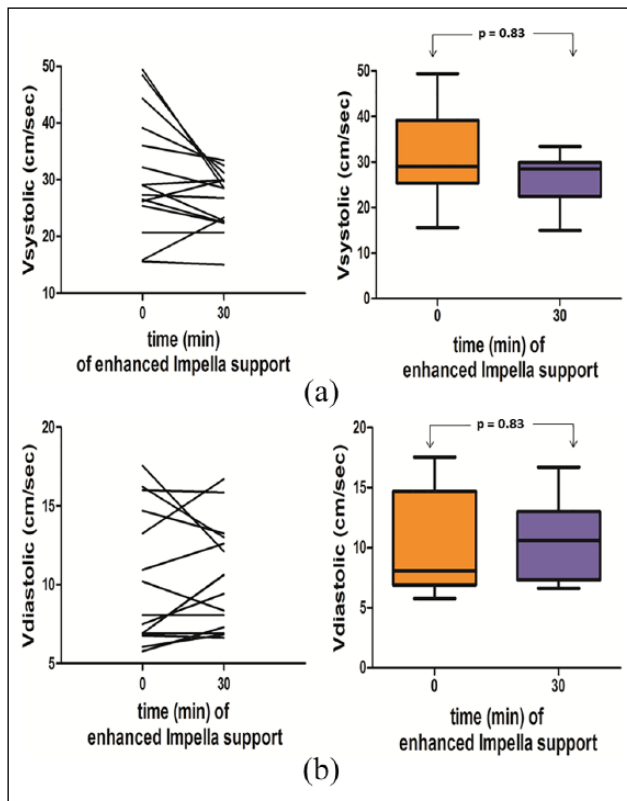 p = 0.83
50
40
30
20
10
Vsystolic (cm/sec)
0
30
time (min)
of enhanced Impella support
50
40
30
20
10
0
Vsystolic (cm/sec)
0
30
time (min) of
enhanced Impella support
(a)
p = 0.83
20
15
10
5
Vdiastolic (cm/sec)
0
30
time (min) of
enhanced Impella support
20
15
10
5
0
Vdiastolic (cm/sec)
0
30
time (min) of
enhanced Impella support
(b)